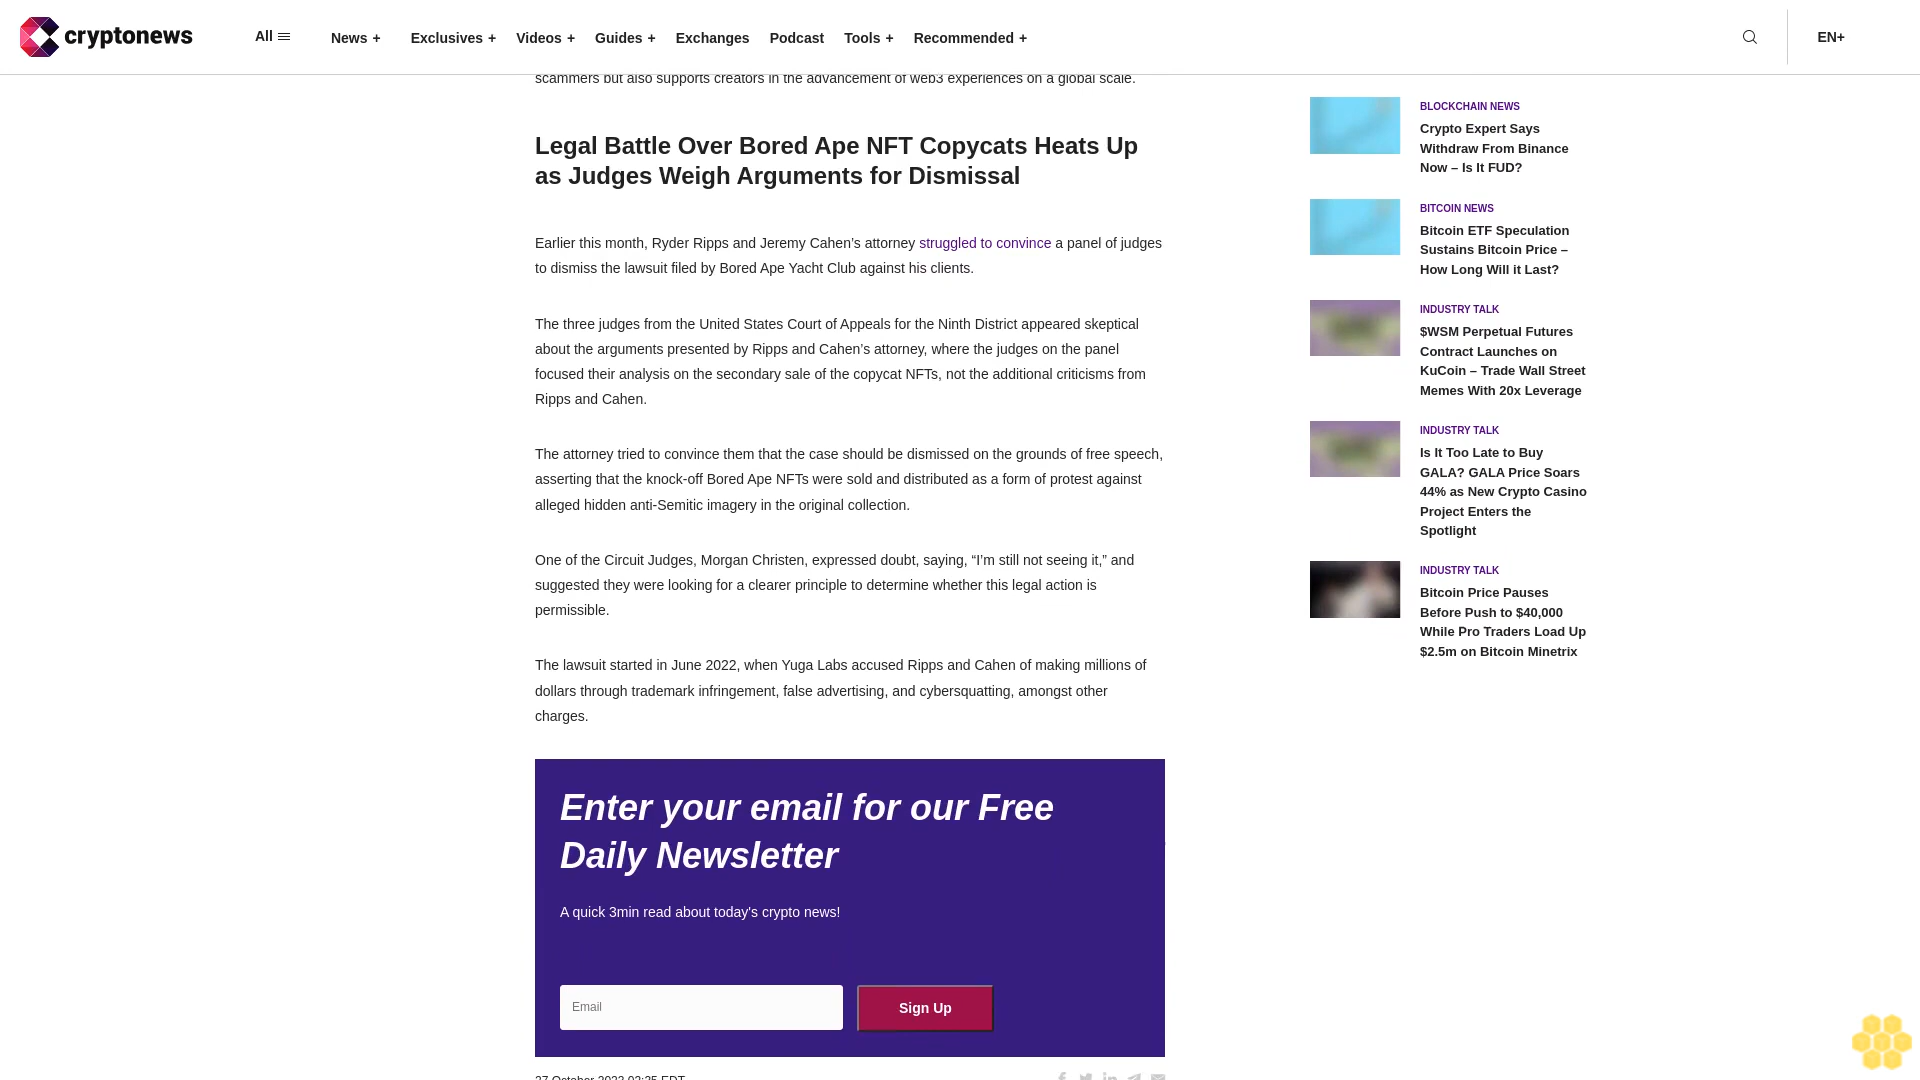 cryptonews
All
News +
Exclusives +
Videos +
Guides +
Exchanges
Podcast
Tools +
Recommended +
EN+
scammers but also supports creators in the advancement of web3 experiences on a global scale.
Legal Battle Over Bored Ape NFT Copycats Heats Up
as Judges Weigh Arguments for Dismissal
Earlier this month, Ryder Ripps and Jeremy Cahen’s attorney struggled to convince a panel of judges
to dismiss the lawsuit filed by Bored Ape Yacht Club against his clients.
The three judges from the United States Court of Appeals for the Ninth District appeared skeptical
about the arguments presented by Ripps and Cahen’s attorney, where the judges on the panel
focused their analysis on the secondary sale of the copycat NFTs, not the additional criticisms from
Ripps and Cahen.
The attorney tried to convince them that the case should be dismissed on the grounds of free speech,
asserting that the knock-off Bored Ape NFTs were sold and distributed as a form of protest against
alleged hidden anti-Semitic imagery in the original collection.
One of the Circuit Judges, Morgan Christen, expressed doubt, saying, “I’m still not seeing it,” and
suggested they were looking for a clearer principle to determine whether this legal action is
permissible.
The lawsuit started in June 2022, when Yuga Labs accused Ripps and Cahen of making millions of
dollars through trademark infringement, false advertising, and cybersquatting, amongst other
charges.
Enter your email for our Free
Daily Newsletter
A quick 3min read about today's crypto news!
Email
Sign Up
27 October 2023 02:35 EDT
BLOCKCHAIN NEWS
Crypto Expert Says
Withdraw From Binance
Now – Is It FUD?
BITCOIN NEWS
Bitcoin ETF Speculation
Sustains Bitcoin Price –
How Long Will it Last?
INDUSTRY TALK
$WSM Perpetual Futures
Contract Launches on
KuCoin – Trade Wall Street
Memes With 20x Leverage
INDUSTRY TALK
Is It Too Late to Buy
GALA? GALA Price Soars
44% as New Crypto Casino
Project Enters the
Spotlight
INDUSTRY TALK
Bitcoin Price Pauses
Before Push to $40,000
While Pro Traders Load Up
$2.5m on Bitcoin Minetrix